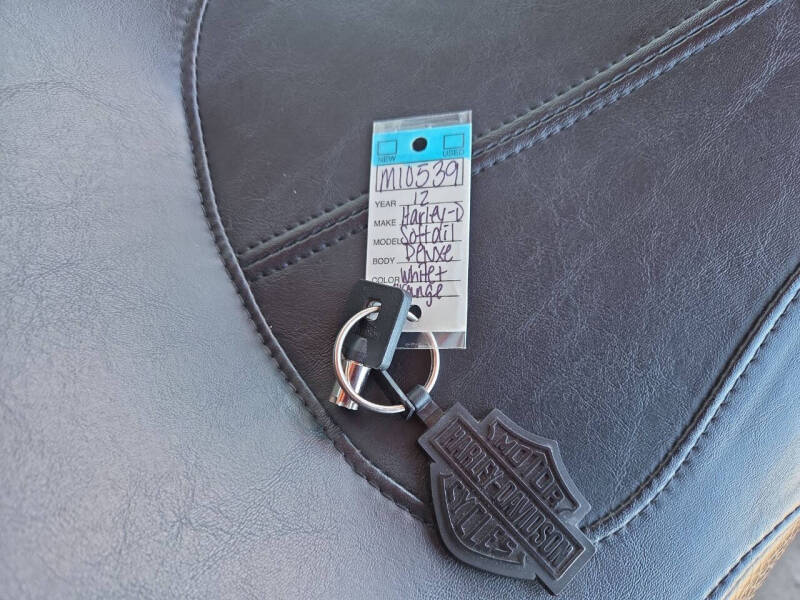 NEW USED
M10539
YEAR 12
MAKE Harley-D
MODEL Softail
BODY Deluxe
COLOR White +
Orange
MOTOR
HARLEY-DAVIDSON
CYCLES